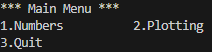 *** Main Menu ***
1.Numbers          2.Plotting
3.Quit